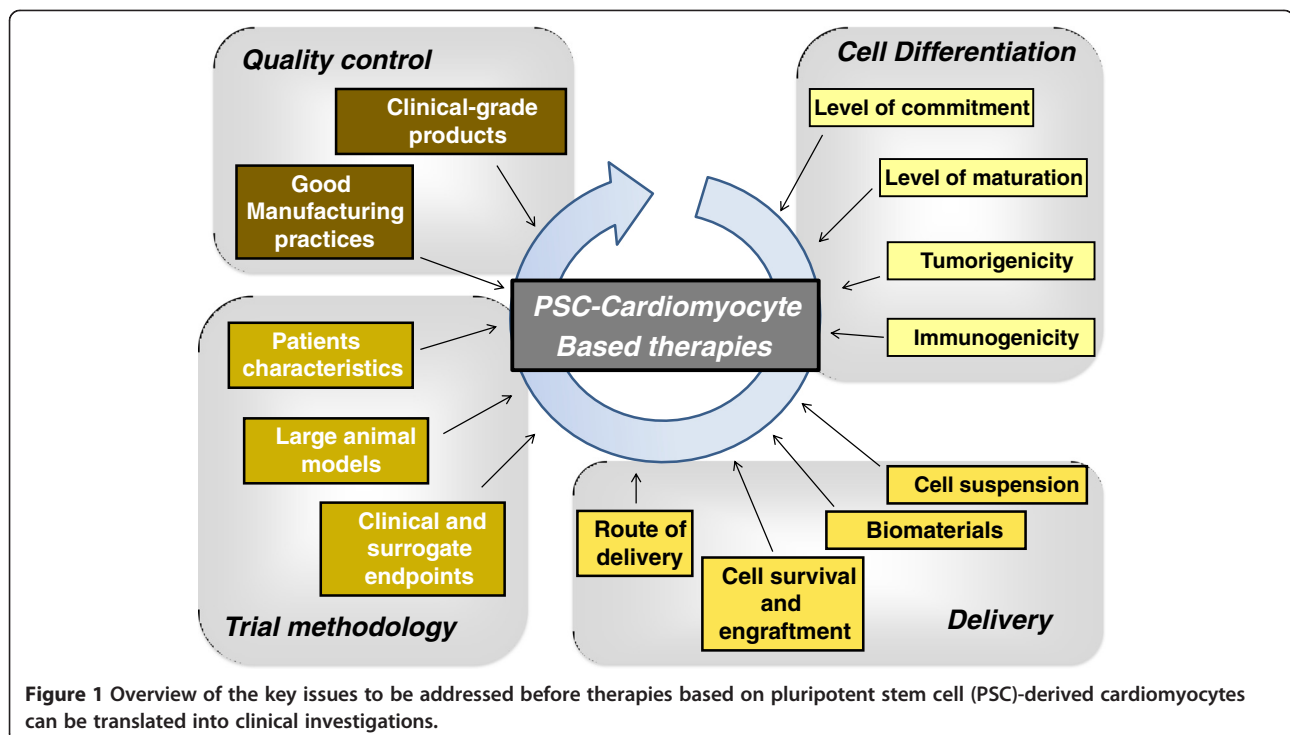 Quality control
Clinical-grade
products
Good
Manufacturing
practices
Cell Differentiation
Level of commitment
Level of maturation
Tumorigenicity
Immunogenicity
PSC-Cardiomyocyte
Based therapies
Patients
characteristics
Large animal
models
Clinical and
surrogate
endpoints
Trial methodology
Cell suspension
Biomaterials
Route of
delivery
Cell survival
and
engraftment
Delivery
Figure 1 Overview of the key issues to be addressed before therapies based on pluripotent stem cell (PSC)-derived cardiomyocytes
can be translated into clinical investigations.